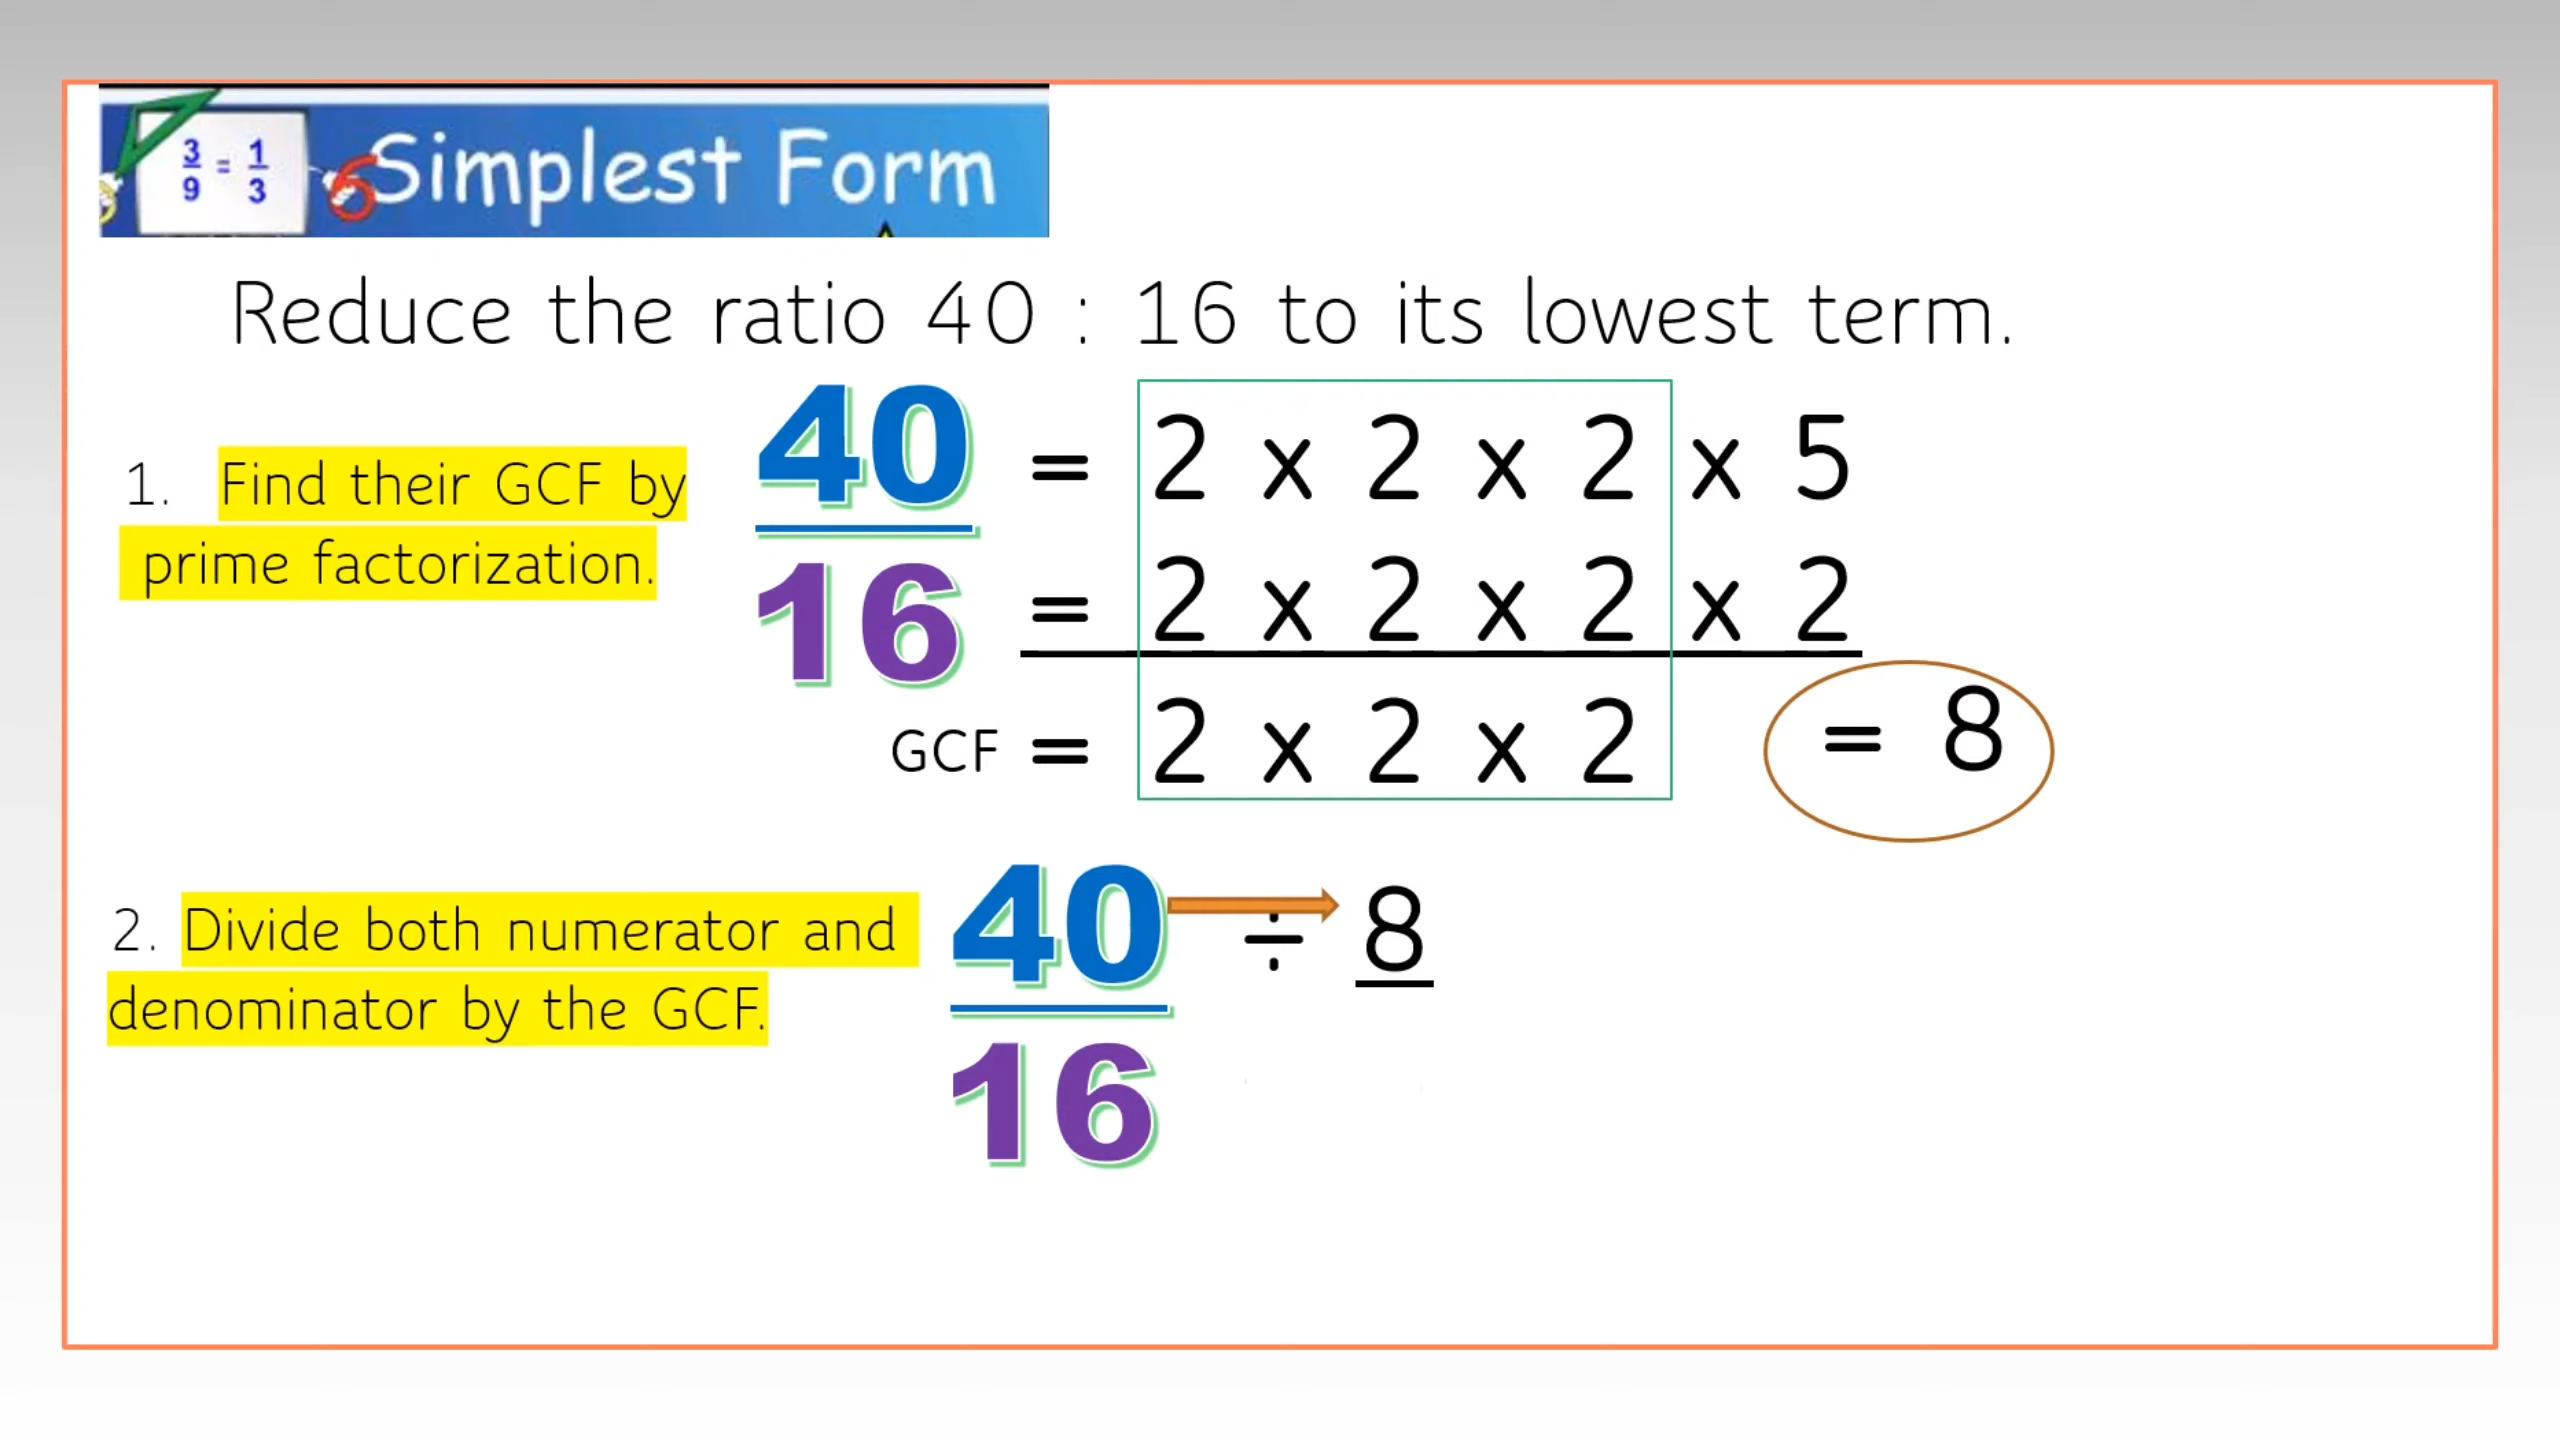 3/9 = 1/3
6 Simplest Form
Reduce the ratio 40 : 16 to its lowest term.
1. Find their GCF by
prime factorization.
40 = 2 x 2 x 2 x 5
16 = 2 x 2 x 2 x 2
GCF = 2 x 2 x 2 = 8
2. Divide both numerator and
denominator by the GCF.
40 ÷ 8
16